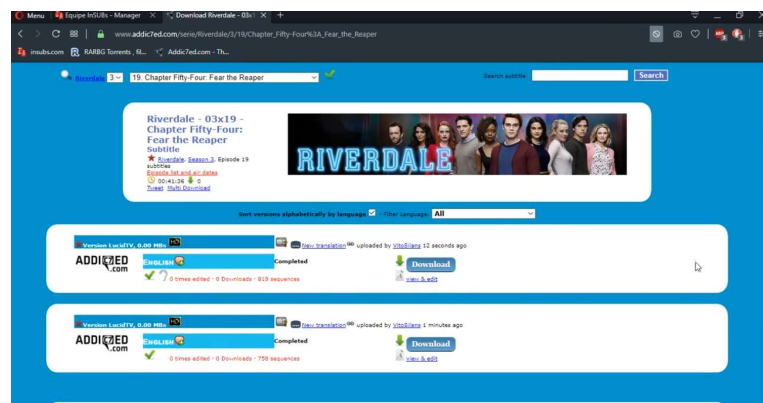 Menu Equipe InSUBs - Manager Download Riverdale - 03x1
www.addic7ed.com/serie/Riverdale/3/19/Chapter_Fifty-Four%3A_Fear_the_Reaper
insubs.com RARBG Torrents , fil... Addic7ed.com - Th...
Riverdale 3 19. Chapter Fifty-Four: Fear the Reaper Search subtitle: Search
Riverdale - 03x19 -
Chapter Fifty-Four:
Fear the Reaper
Subtitle
Riverdale, Season 3, Episode 19
subtitles
Episode list and air dates
00:41:36 0
Tweet Multi Download
RIVERDALE
Sort versions alphabetically by language - Filter Language: All
Version LucidTV, 0.00 MBs HD New translation uploaded by VitoSilans 12 seconds ago
ADDIC7ED .com ENGLISH Completed Download
0 times edited · 0 Downloads · 819 sequences view & edit
Version LucidTV, 0.00 MBs HD New translation uploaded by VitoSilans 1 minutes ago
ADDIC7ED .com ENGLISH Completed Download
0 times edited · 0 Downloads · 758 sequences view & edit